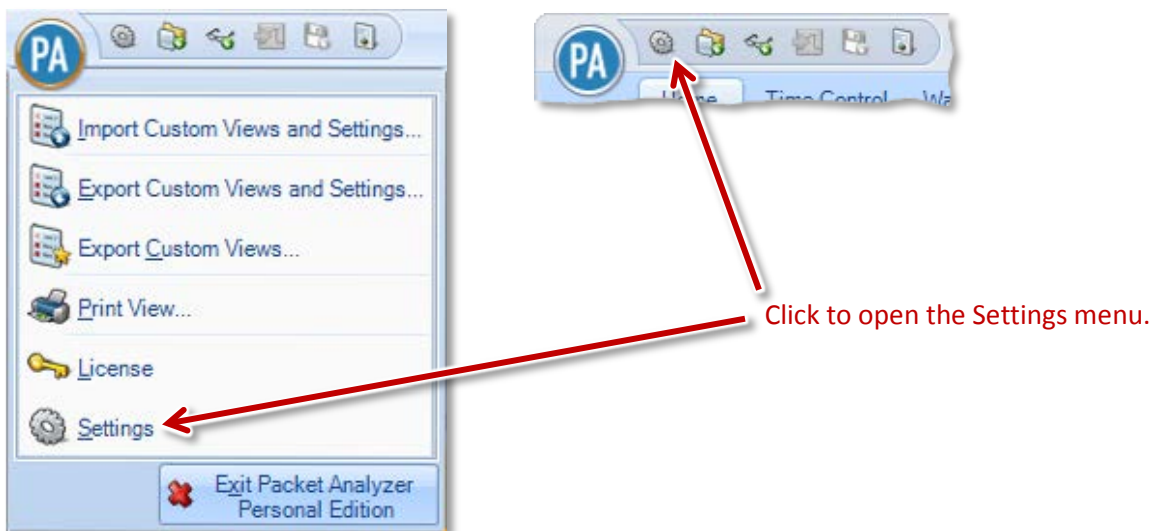 PA
Import Custom Views and Settings...
Export Custom Views and Settings...
Export Custom Views...
Print View...
License
Settings
Exit Packet Analyzer
Personal Edition
PA
Home Time Control
Click to open the Settings menu.